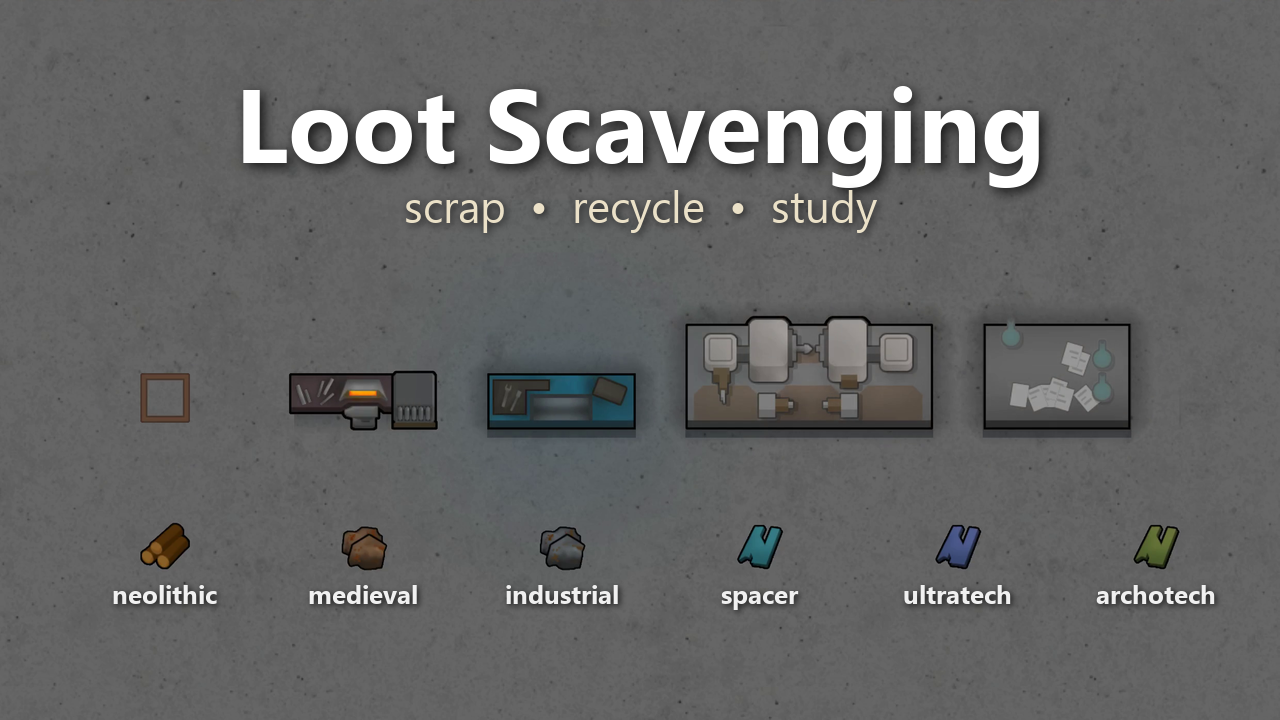 Loot Scavenging
scrap • recycle • study
neolithic medieval industrial spacer ultratech archotech